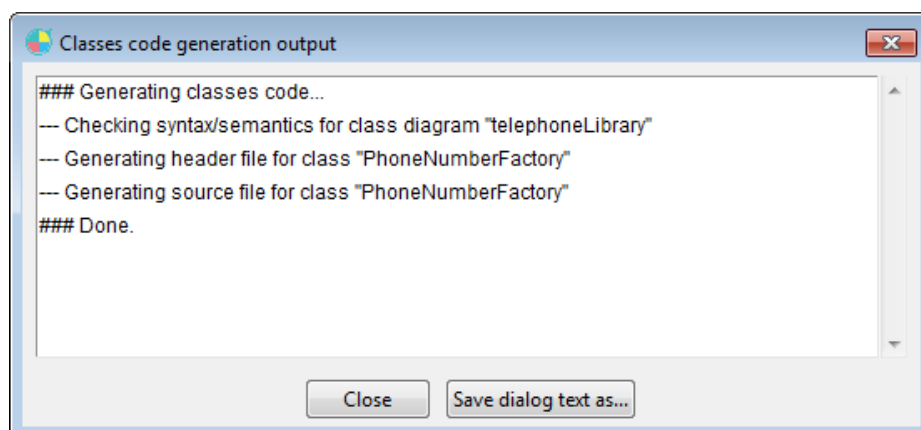 Classes code generation output
### Generating classes code...
--- Checking syntax/semantics for class diagram "telephoneLibrary"
--- Generating header file for class "PhoneNumberFactory"
--- Generating source file for class "PhoneNumberFactory"
### Done.
Close Save dialog text as...